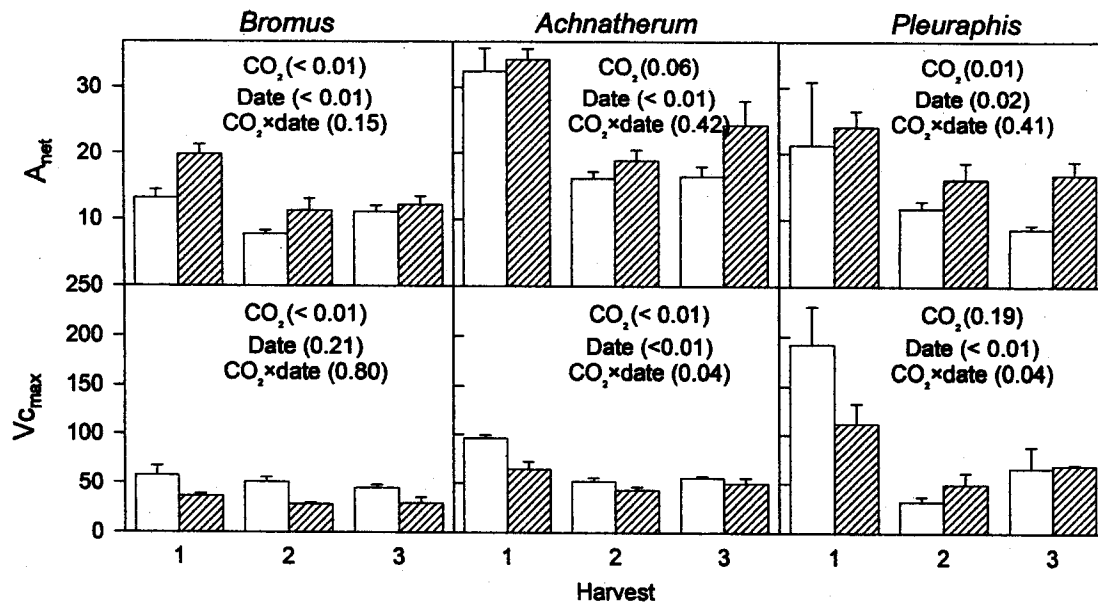 Bromus Achnatherum Pleuraphis
CO₂ (< 0.01)
Date (< 0.01)
CO₂×date (0.15)
CO₂ (0.06)
Date (< 0.01)
CO₂×date (0.42)
CO₂ (0.01)
Date (0.02)
CO₂×date (0.41)
A_net
30
20
10
250
CO₂ (< 0.01)
Date (0.21)
CO₂×date (0.80)
CO₂ (< 0.01)
Date (<0.01)
CO₂×date (0.04)
CO₂ (0.19)
Date (< 0.01)
CO₂×date (0.04)
Vc_max
200
150
100
50
0
1 2 3 1 2 3 1 2 3
Harvest